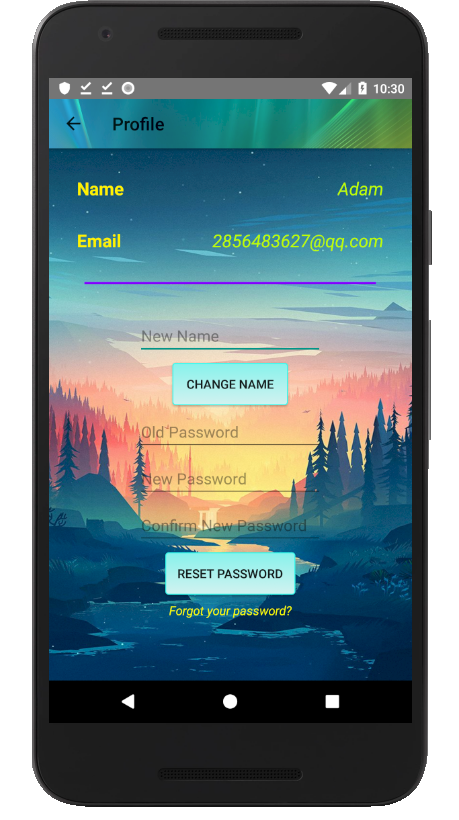 10:30
Profile
Name Adam
Email 2856483627@qq.com
New Name
CHANGE NAME
Old Password
New Password
Confirm New Password
RESET PASSWORD
Forgot your password?